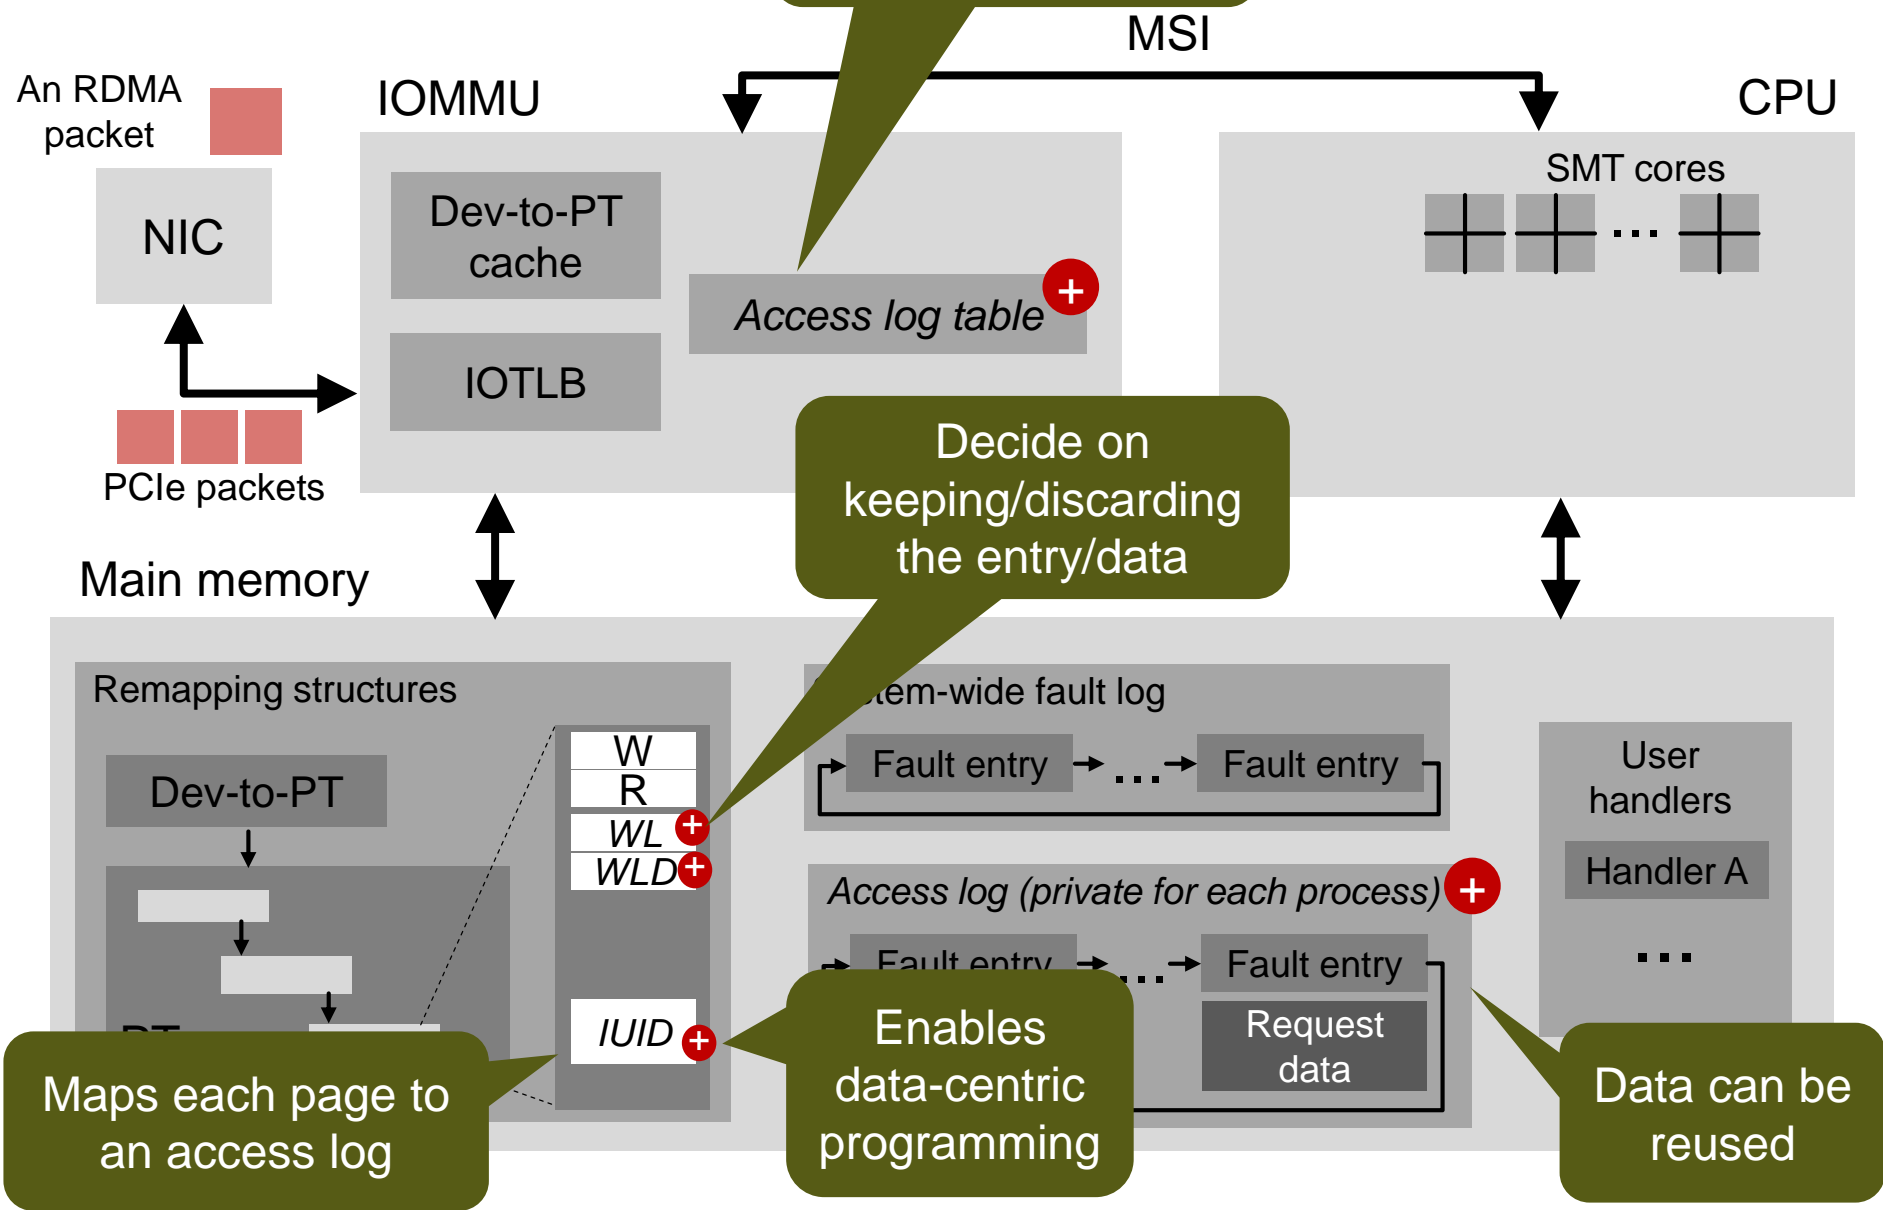 MSI
An RDMA
packet
IOMMU
CPU
SMT cores
NIC
Dev-to-PT
cache
...
Access log table
+
IOTLB
PCIe packets
Decide on
keeping/discarding
the entry/data
Main memory
Remapping structures
fault log
W
R
WL
+
WLD
+
Dev-to-PT
Fault entry
...
Fault entry
User
handlers
Handler A
...
Access log (private for each process)
+
Fault entry
...
Fault entry
Request
data
PT
IUID
+
Maps each page to
an access log
Enables
data-centric
programming
Data can be
reused